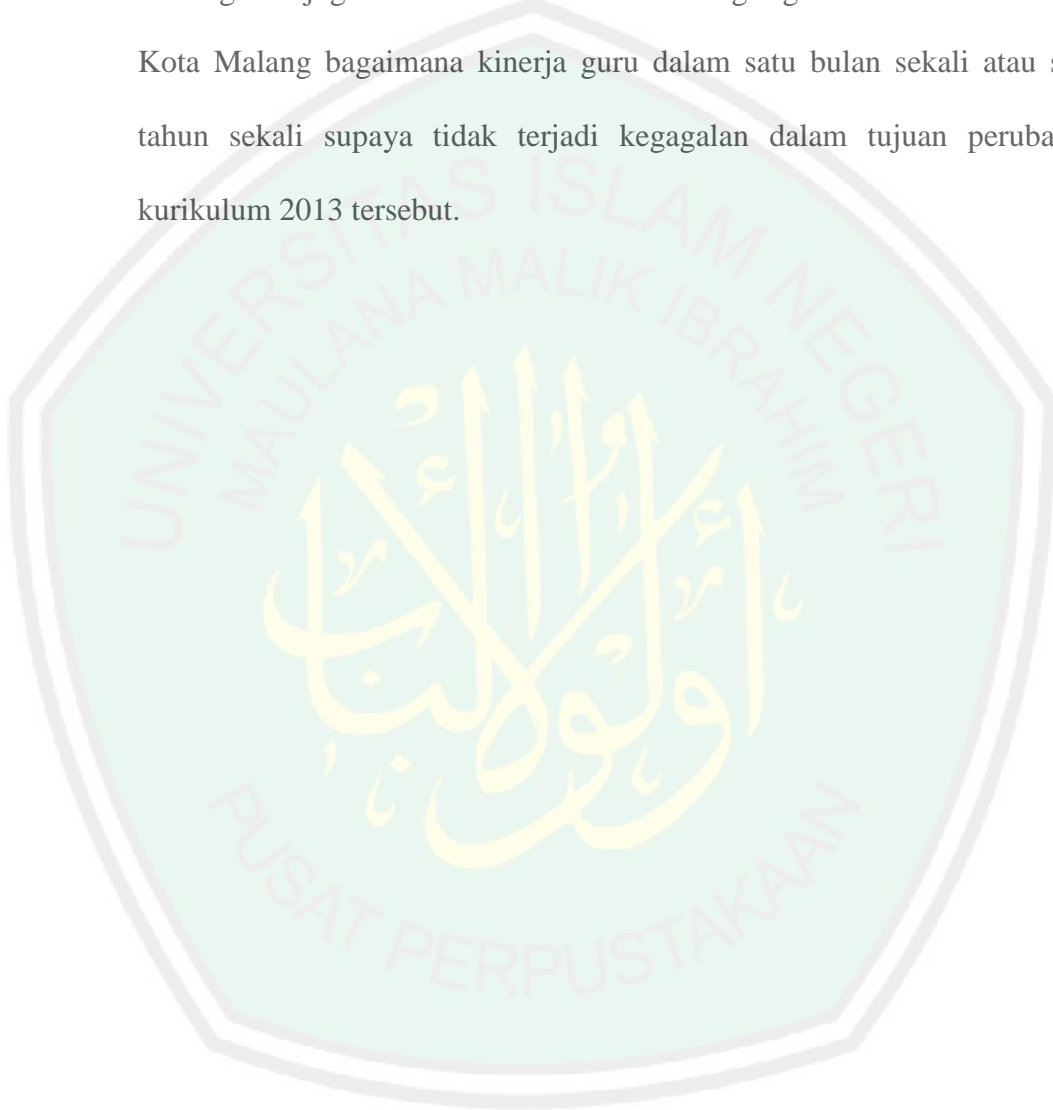 Kota Malang bagaimana kinerja guru dalam satu bulan sekali atau
tahun sekali supaya tidak terjadi kegagalan dalam tujuan
kurikulum 2013 tersebut.
UNIVERSITAS ISLAM NEGERI
MAULANA MALIK IBRAHIM
أولوا الألباب
PUSAT PERPUSTAKAAN